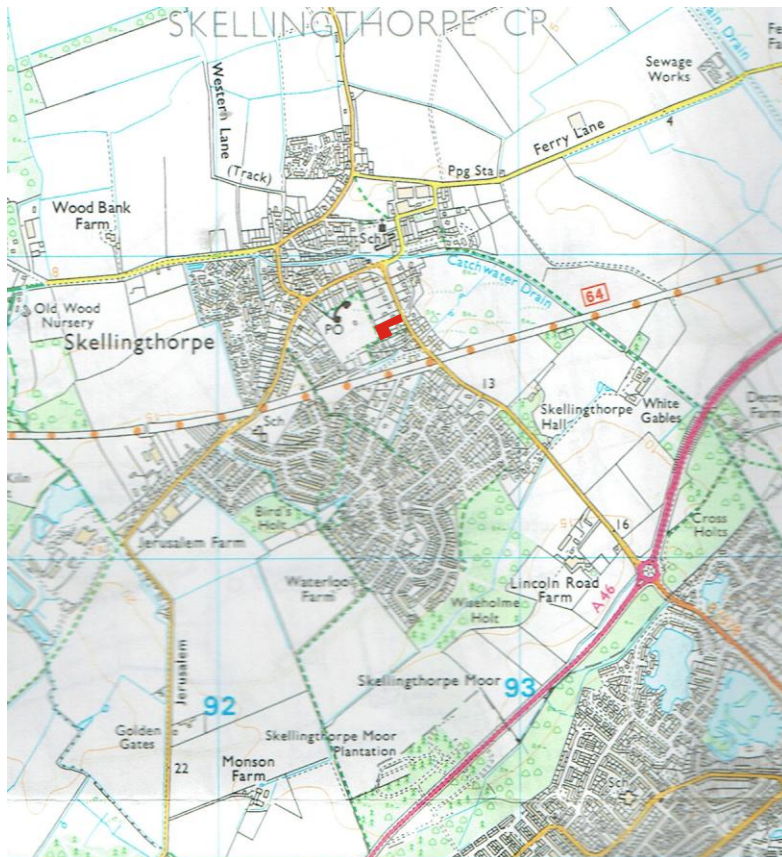 SKELLINGTHORPE CP
Sewage
Works
Western Lane
(Track)
Ferry Lane
4
Ppg Sta
Wood Bank
Farm
Sch
8
Catchwater Drain
64
Old Wood
Nursery
PO
Skellingthorpe
13
Skellingthorpe
Hall
White
Gables
Sch
Bird's
Holt
16
Cross
Holts
Jerusalem Farm
Waterloo
Farm
Lincoln Road
Farm
Wiseholme
Holt
A 46
Jerusalem
Skellingthorpe Moor
92
93
Golden
Gates
Skellingthorpe Moor
Plantation
22
Monson
Farm
Sch